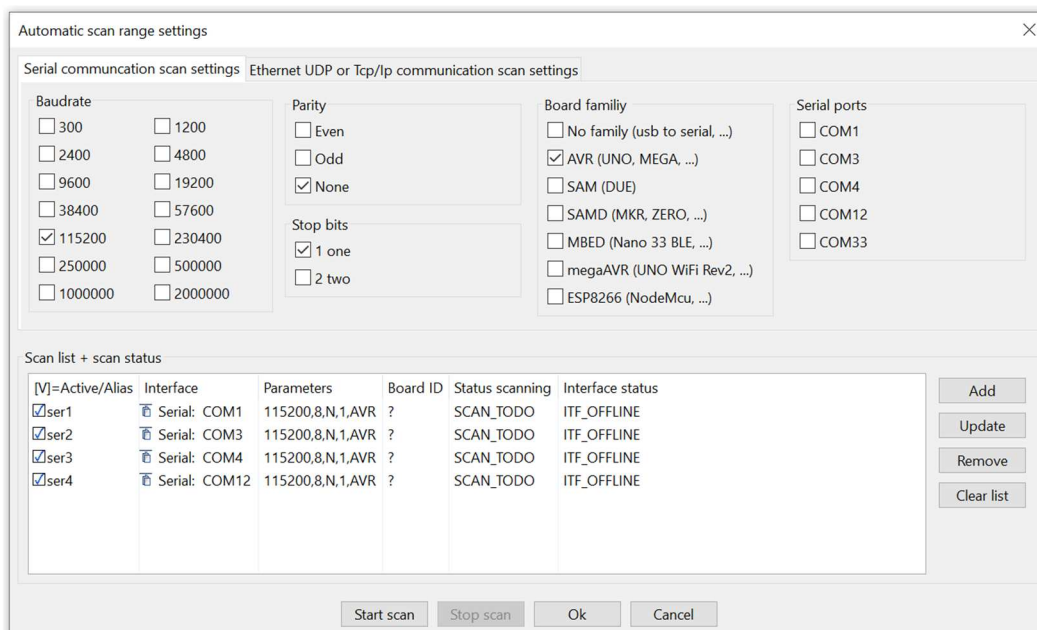 Automatic scan range settings
Serial communcation scan settings Ethernet UDP or Tcp/Ip communication scan settings
Baudrate
300 1200
2400 4800
9600 19200
38400 57600
115200 230400
250000 500000
1000000 2000000
Parity
Even
Odd
None
Stop bits
1 one
2 two
Board familiy
No family (usb to serial, ...)
AVR (UNO, MEGA, ...)
SAM (DUE)
SAMD (MKR, ZERO, ...)
MBED (Nano 33 BLE, ...)
megaAVR (UNO WiFi Rev2, ...)
ESP8266 (NodeMcu, ...)
Serial ports
COM1
COM3
COM4
COM12
COM33
Scan list + scan status
[V]=Active/Alias Interface Parameters Board ID Status scanning Interface status
ser1 Serial: COM1 115200,8,N,1,AVR ? SCAN_TODO ITF_OFFLINE
ser2 Serial: COM3 115200,8,N,1,AVR ? SCAN_TODO ITF_OFFLINE
ser3 Serial: COM4 115200,8,N,1,AVR ? SCAN_TODO ITF_OFFLINE
ser4 Serial: COM12 115200,8,N,1,AVR ? SCAN_TODO ITF_OFFLINE
Add
Update
Remove
Clear list
Start scan Stop scan Ok Cancel